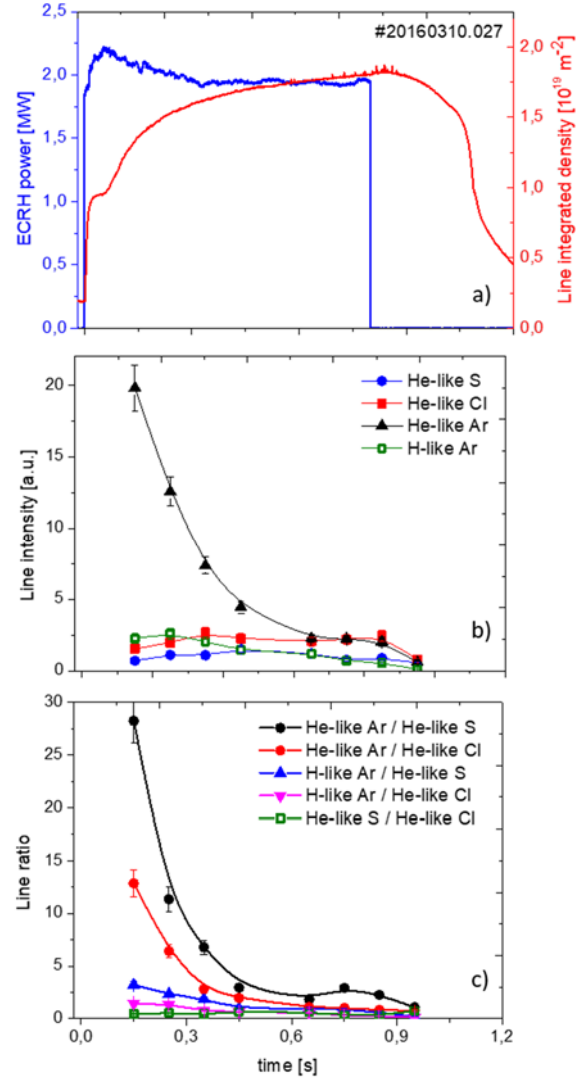 #20160310.027
ECRH power [MW]
2,5
2,0
1,5
1,0
0,5
0,0
2,0
1,5
1,0
0,5
0,0
Line integrated density [10¹⁹ m⁻²]
a)
Line intensity [a.u.]
20
15
10
5
0
He-like S
He-like Cl
He-like Ar
H-like Ar
b)
Line ratio
30
25
20
15
10
5
0
He-like Ar / He-like S
He-like Ar / He-like Cl
H-like Ar / He-like S
H-like Ar / He-like Cl
He-like S / He-like Cl
c)
0,0 0,3 0,6 0,9 1,2
time [s]